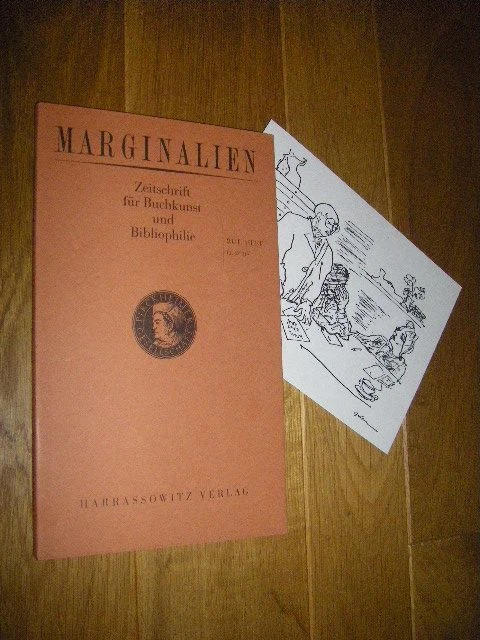 MARGINALIEN
Zeitschrift
für Buchkunst
und
Bibliophilie
HARRASSOWITZ VERLAG